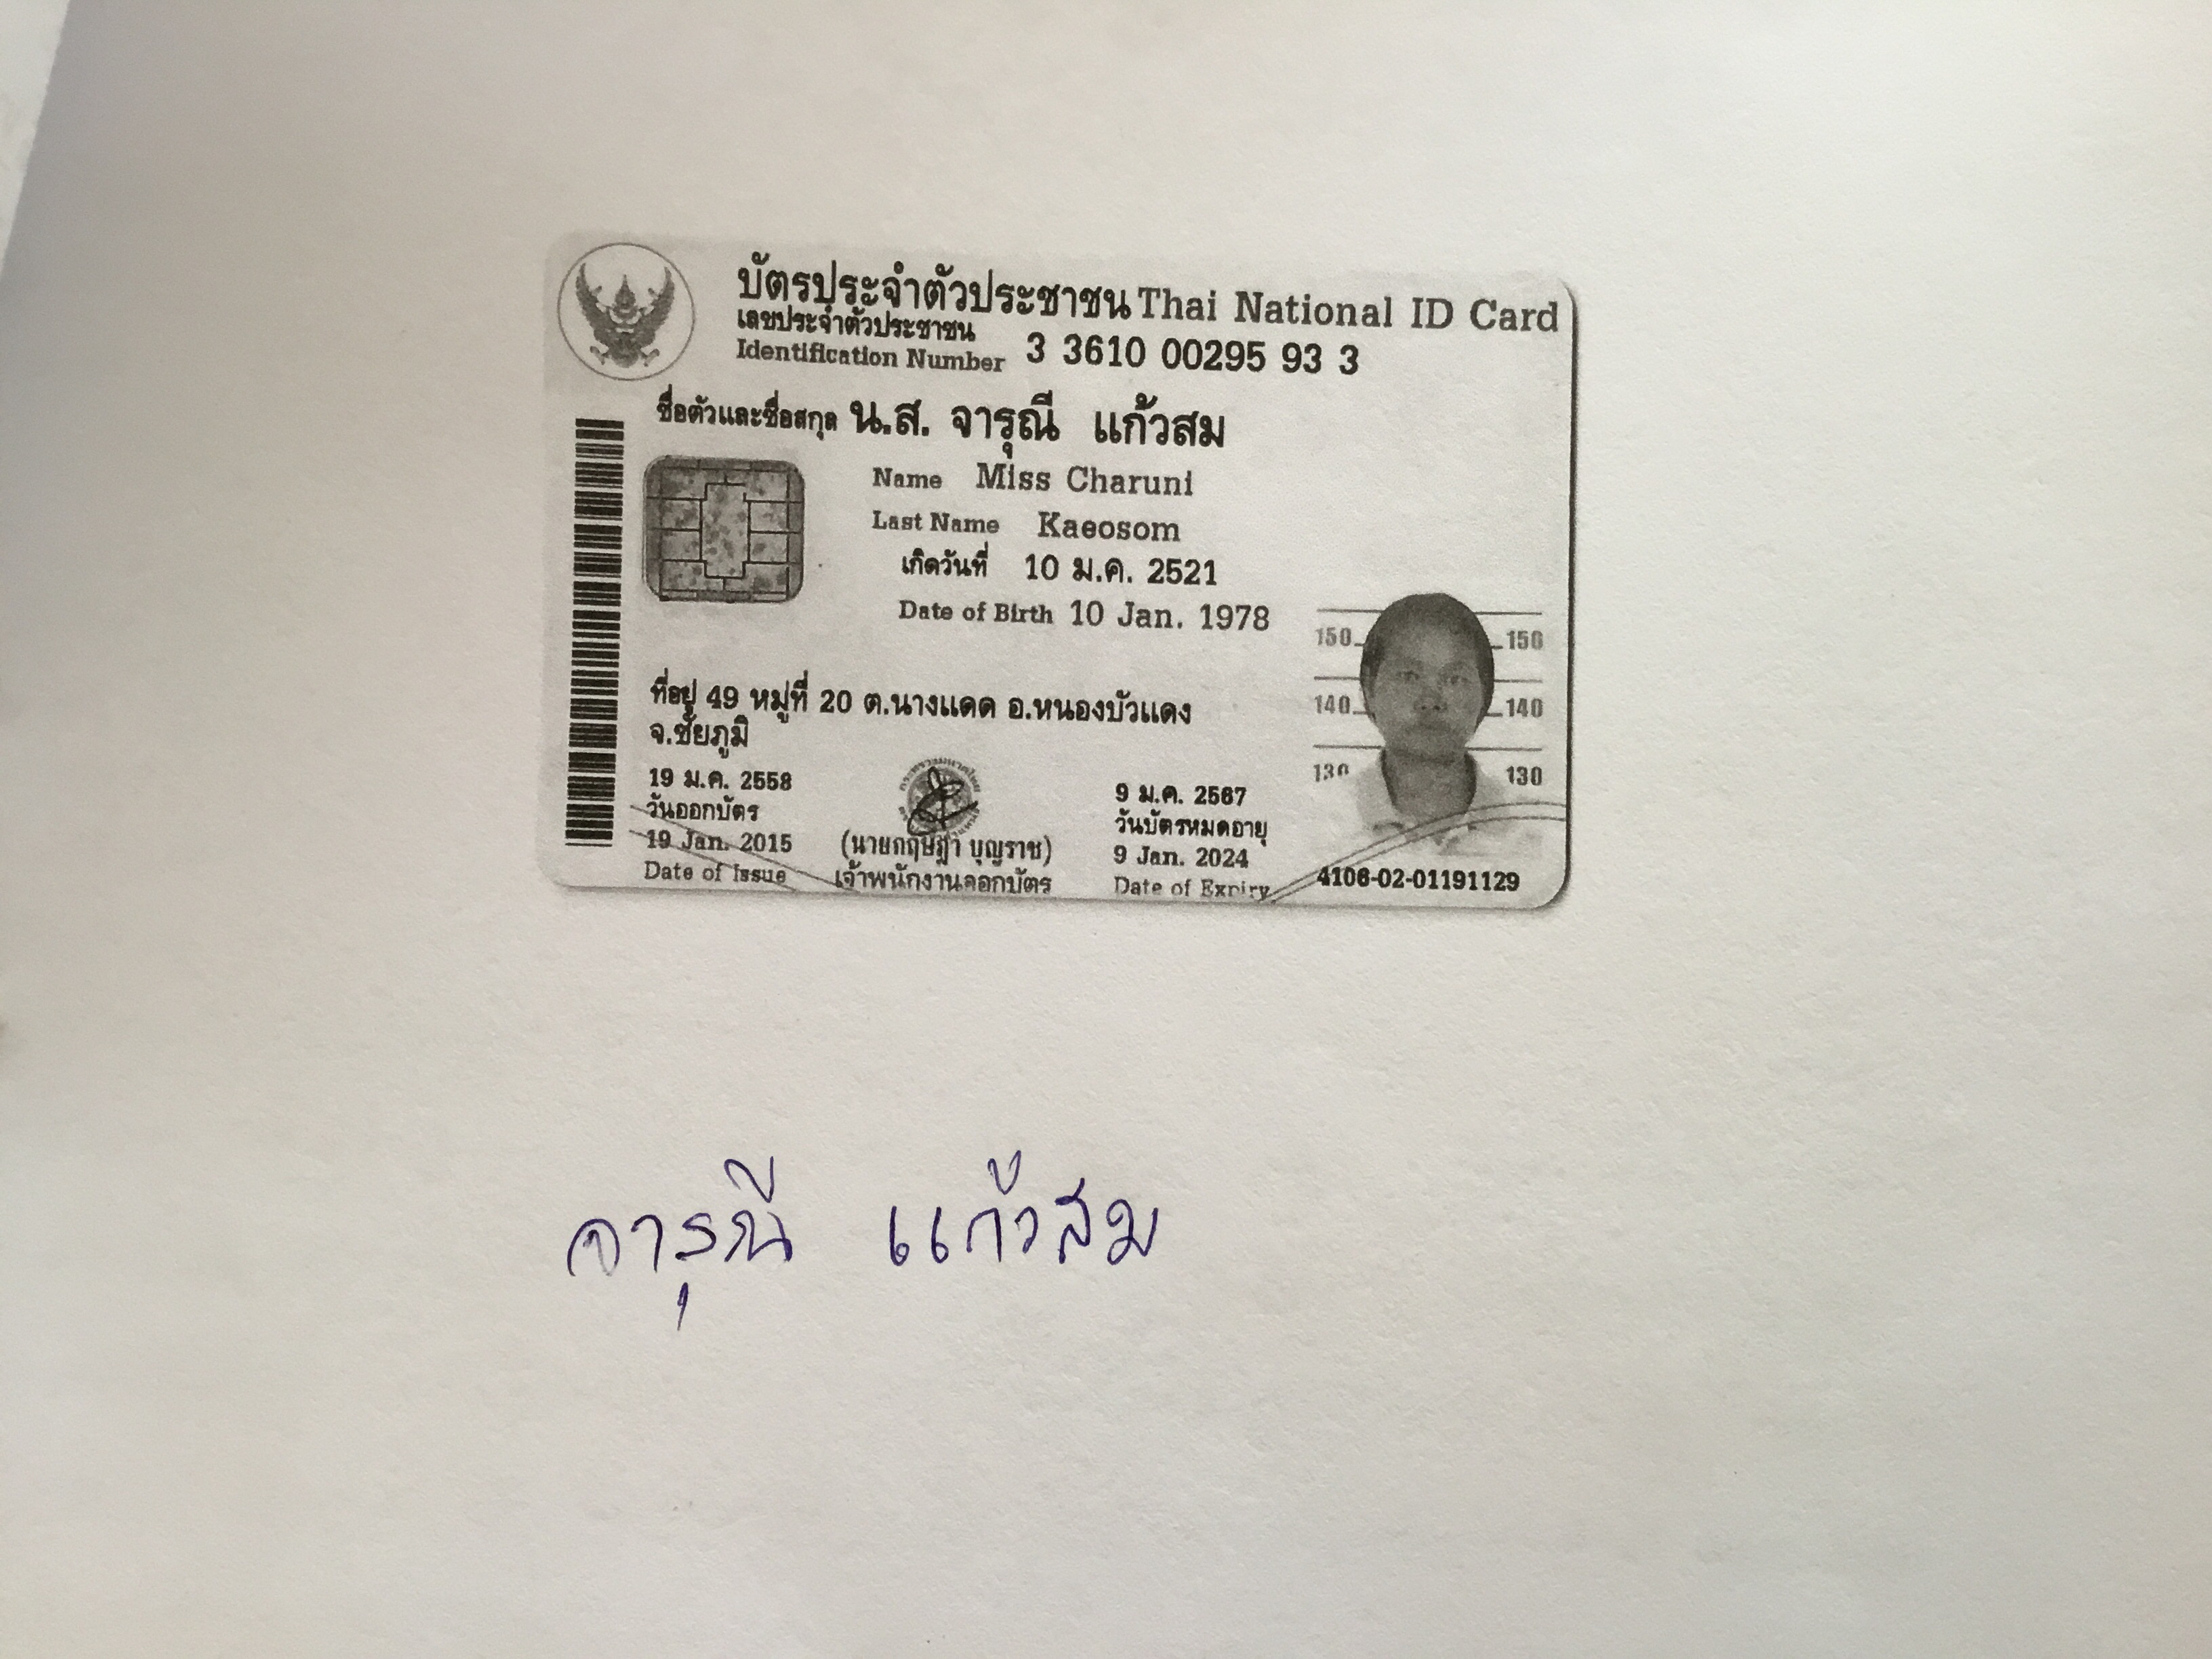 บัตรประจำตัวประชาชน Thai National ID Card
เลขประจำตัวประชาชน
Identification Number 3 3610 00295 93 3
ชื่อตัวและชื่อสกุล น.ส. จารุณี แก้วสม
Name Miss Charuni
Last Name Kaeosom
เกิดวันที่ 10 ม.ค. 2521
Date of Birth 10 Jan. 1978
150 150
140 140
130 130
ที่อยู่ 49 หมู่ที่ 20 ต.นางแดด อ.หนองบัวแดง
จ.ชัยภูมิ
19 ม.ค. 2558
วันออกบัตร
19 Jan. 2015
Date of Issue
(นายกฤษฎา บุญราช)
เจ้าพนักงานออกบัตร
9 ม.ค. 2567
วันบัตรหมดอายุ
9 Jan. 2024
Date of Expiry
4106-02-01191129
จารุณี แก้วสม